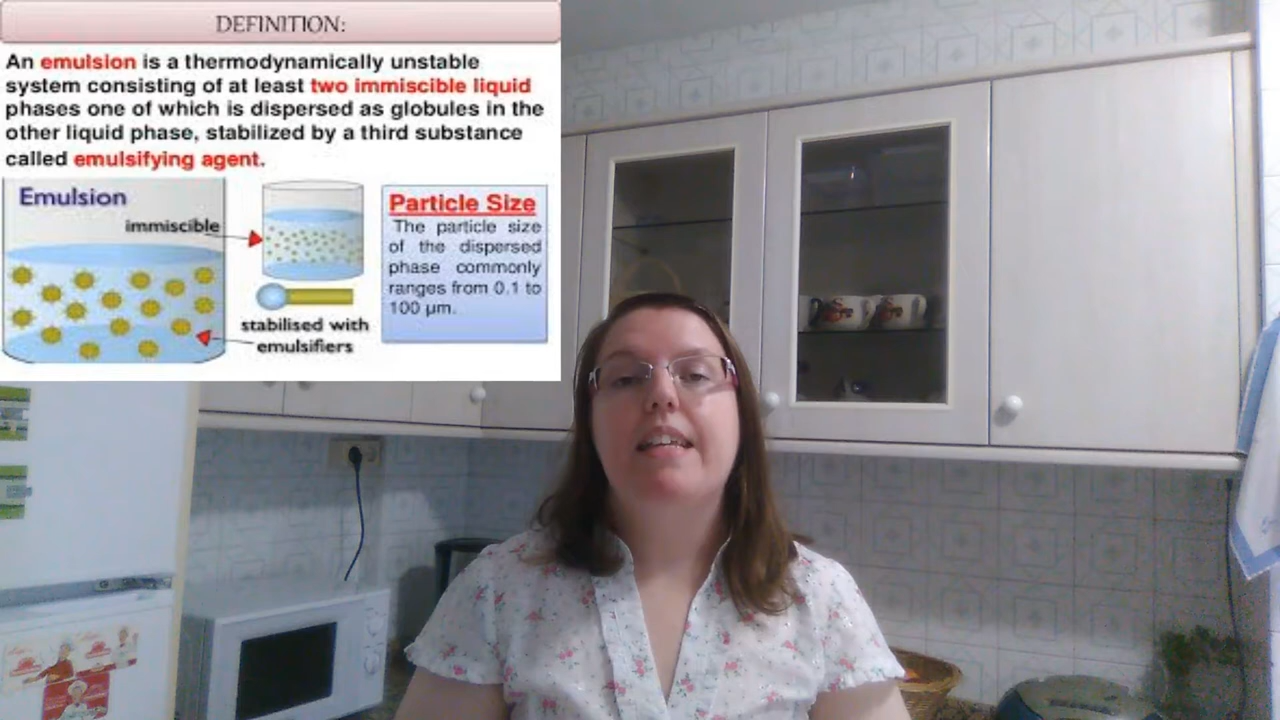 DEFINITION:
An emulsion is a thermodynamically unstable
system consisting of at least two immiscible liquid
phases one of which is dispersed as globules in the
other liquid phase, stabilized by a third substance
called emulsifying agent.
Emulsion
immiscible
stabilised with
emulsifiers
Particle Size
The particle size
of the dispersed
phase commonly
ranges from 0.1 to
100 µm.